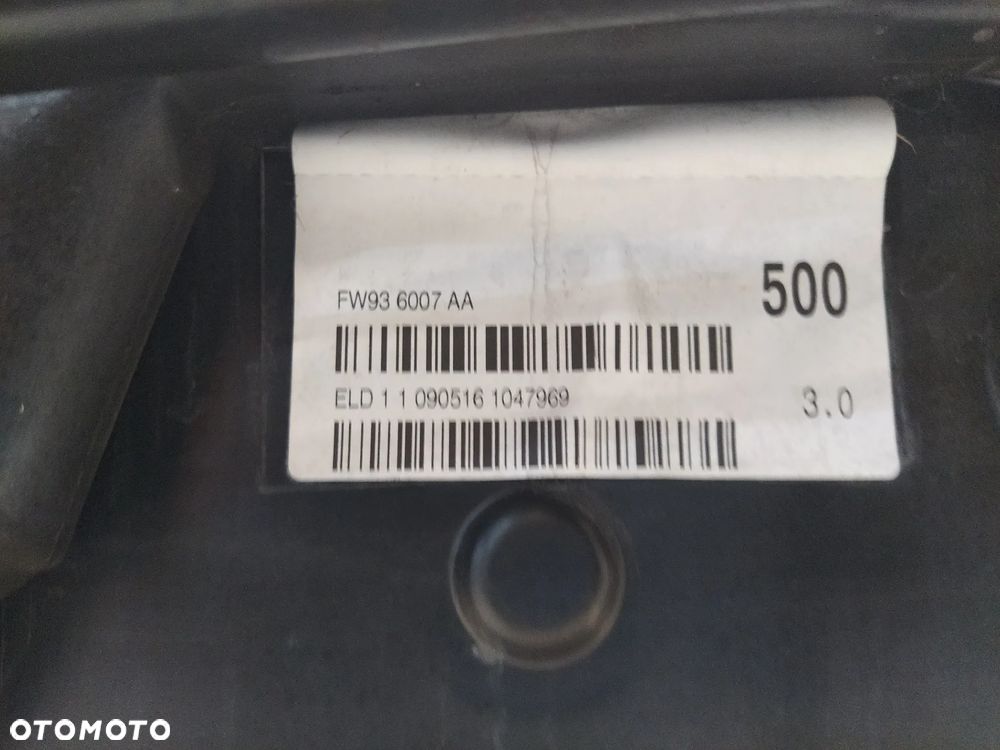 500
FW93 6007 AA
ELD 1 1 090516 1047969
3.0
OTOMOTO